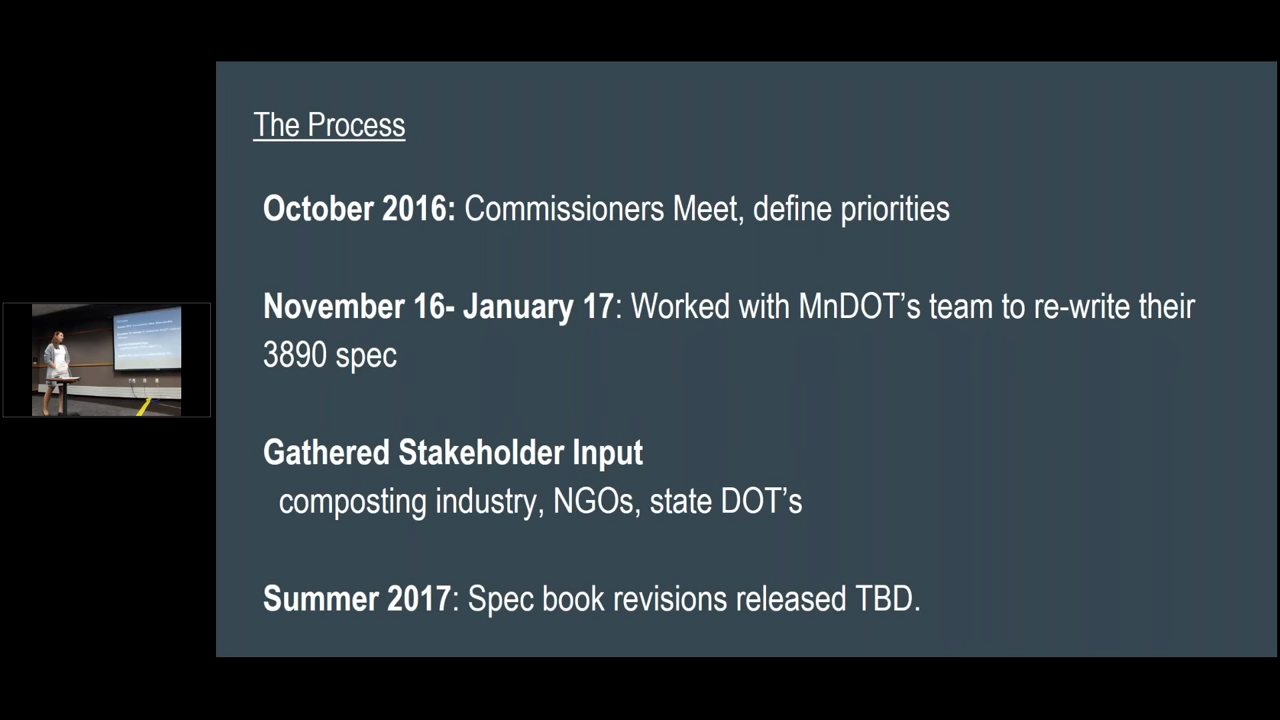 The Process
October 2016: Commissioners Meet, define priorities
November 16- January 17: Worked with MnDOT’s team to re-write their
3890 spec
Gathered Stakeholder Input
composting industry, NGOs, state DOT’s
Summer 2017: Spec book revisions released TBD.